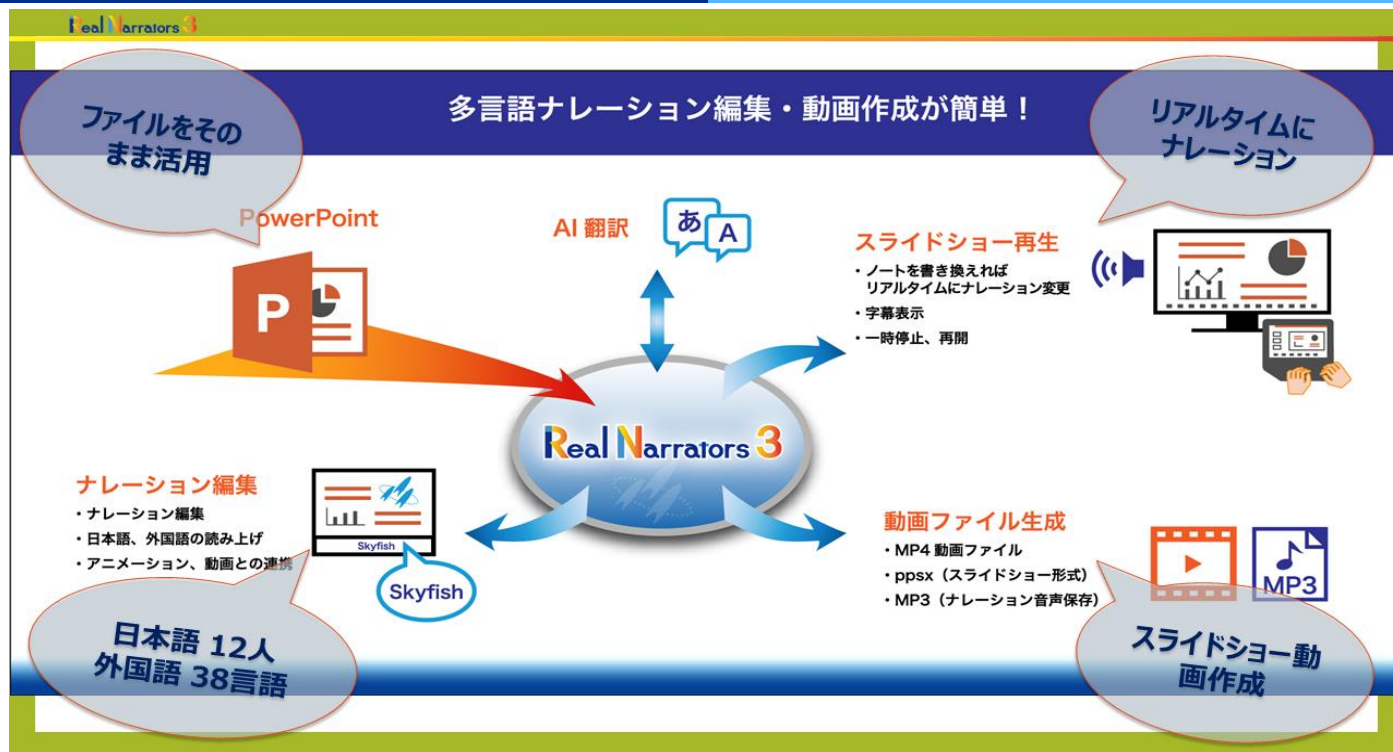 Real Narrators 3
多言語ナレーション編集・動画作成が簡単！
ファイルをその
まま活用
リアルタイムに
ナレーション
PowerPoint
P
AI 翻訳
あ
A
スライドショー再生
・ノートを書き換えれば
リアルタイムにナレーション変更
・字幕表示
・一時停止、再開
Real Narrators 3
ナレーション編集
・ナレーション編集
・日本語、外国語の読み上げ
・アニメーション、動画との連携
Skyfish
Skyfish
動画ファイル生成
・MP4 動画ファイル
・ppsx（スライドショー形式）
・MP3（ナレーション音声保存）
MP3
日本語 12人
外国語 38言語
スライドショー動
画作成